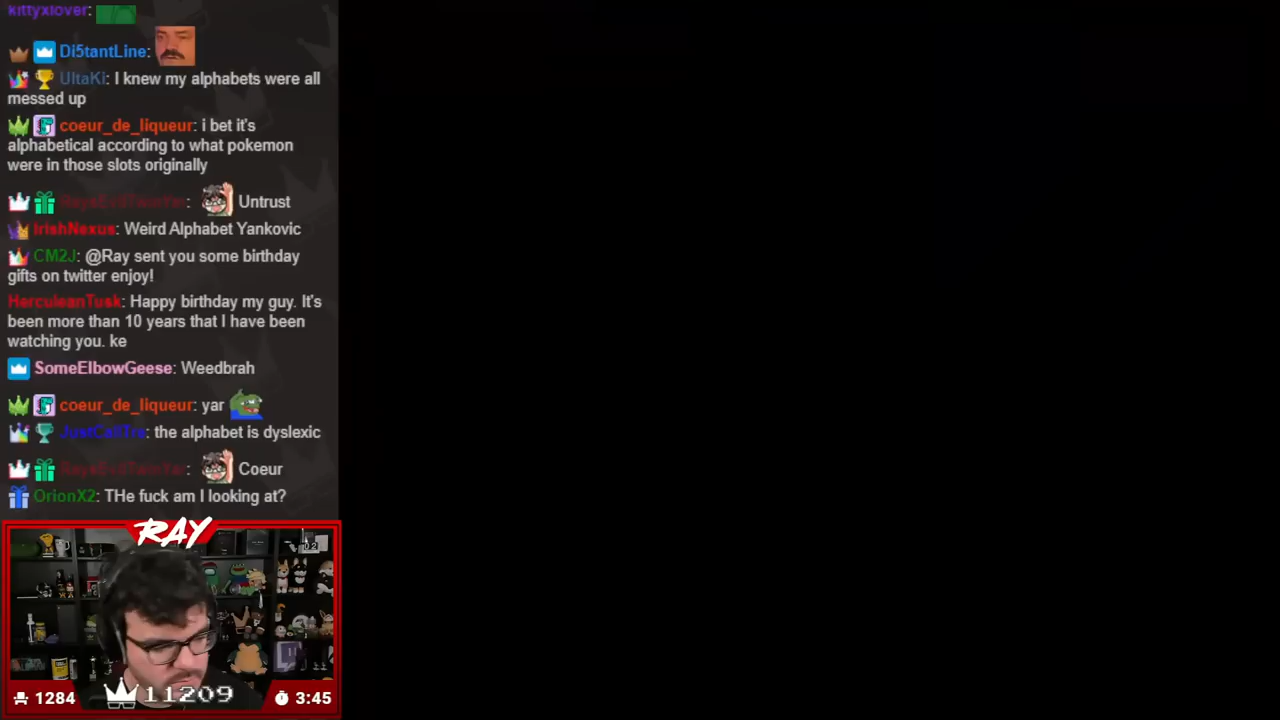 kittyxlover:
Di5tantLine:
UltaKi: I knew my alphabets were all
messed up
coeur_de_liqueur: i bet it's
alphabetical according to what pokemon
were in those slots originally
RaysEvilTwinYar: Untrust
IrishNexus: Weird Alphabet Yankovic
CM2J: @Ray sent you some birthday
gifts on twitter enjoy!
HerculeanTusk: Happy birthday my guy. It's
been more than 10 years that I have been
watching you. ke
SomeElbowGeese: Weedbrah
coeur_de_liqueur: yar
JustCallTrs: the alphabet is dyslexic
RaysEvilTwinYar: Coeur
OrionX2: THe fuck am I looking at?
RAY
1284
11209
3:45